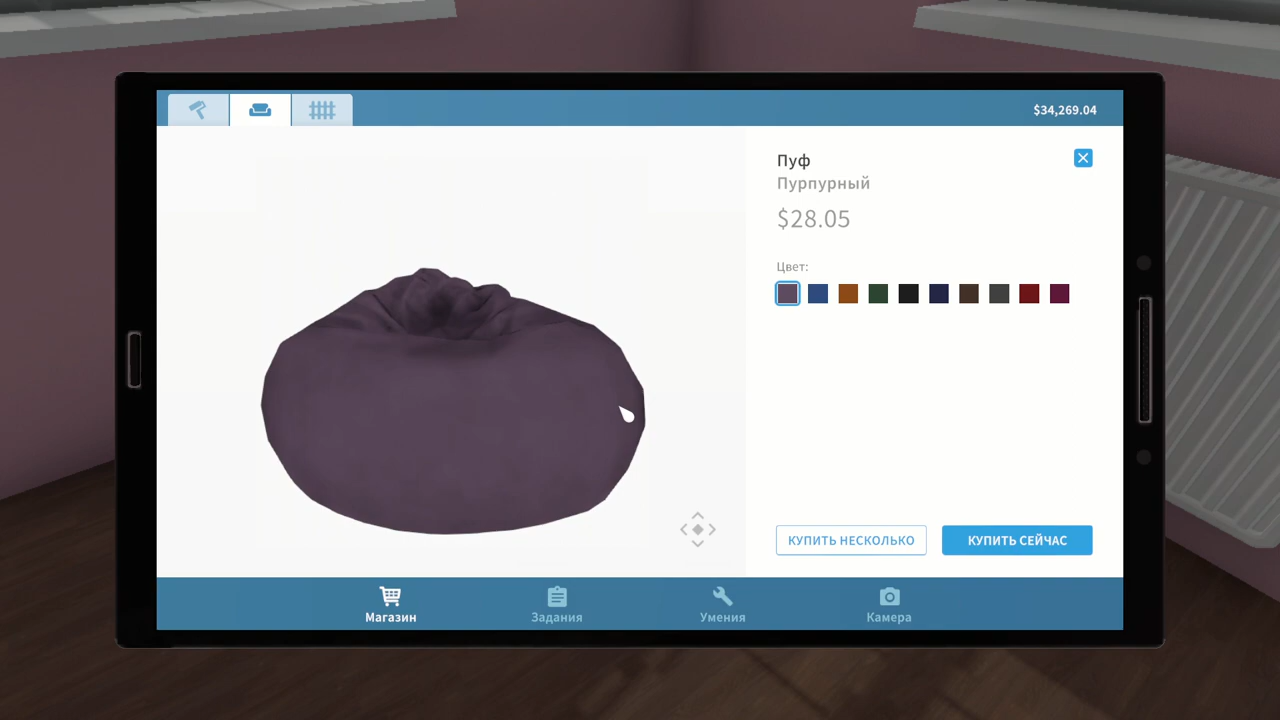 $34,269.04
Пуф
Пурпурный
$28.05
Цвет:
КУПИТЬ НЕСКОЛЬКО
КУПИТЬ СЕЙЧАС
Магазин
Задания
Умения
Камера